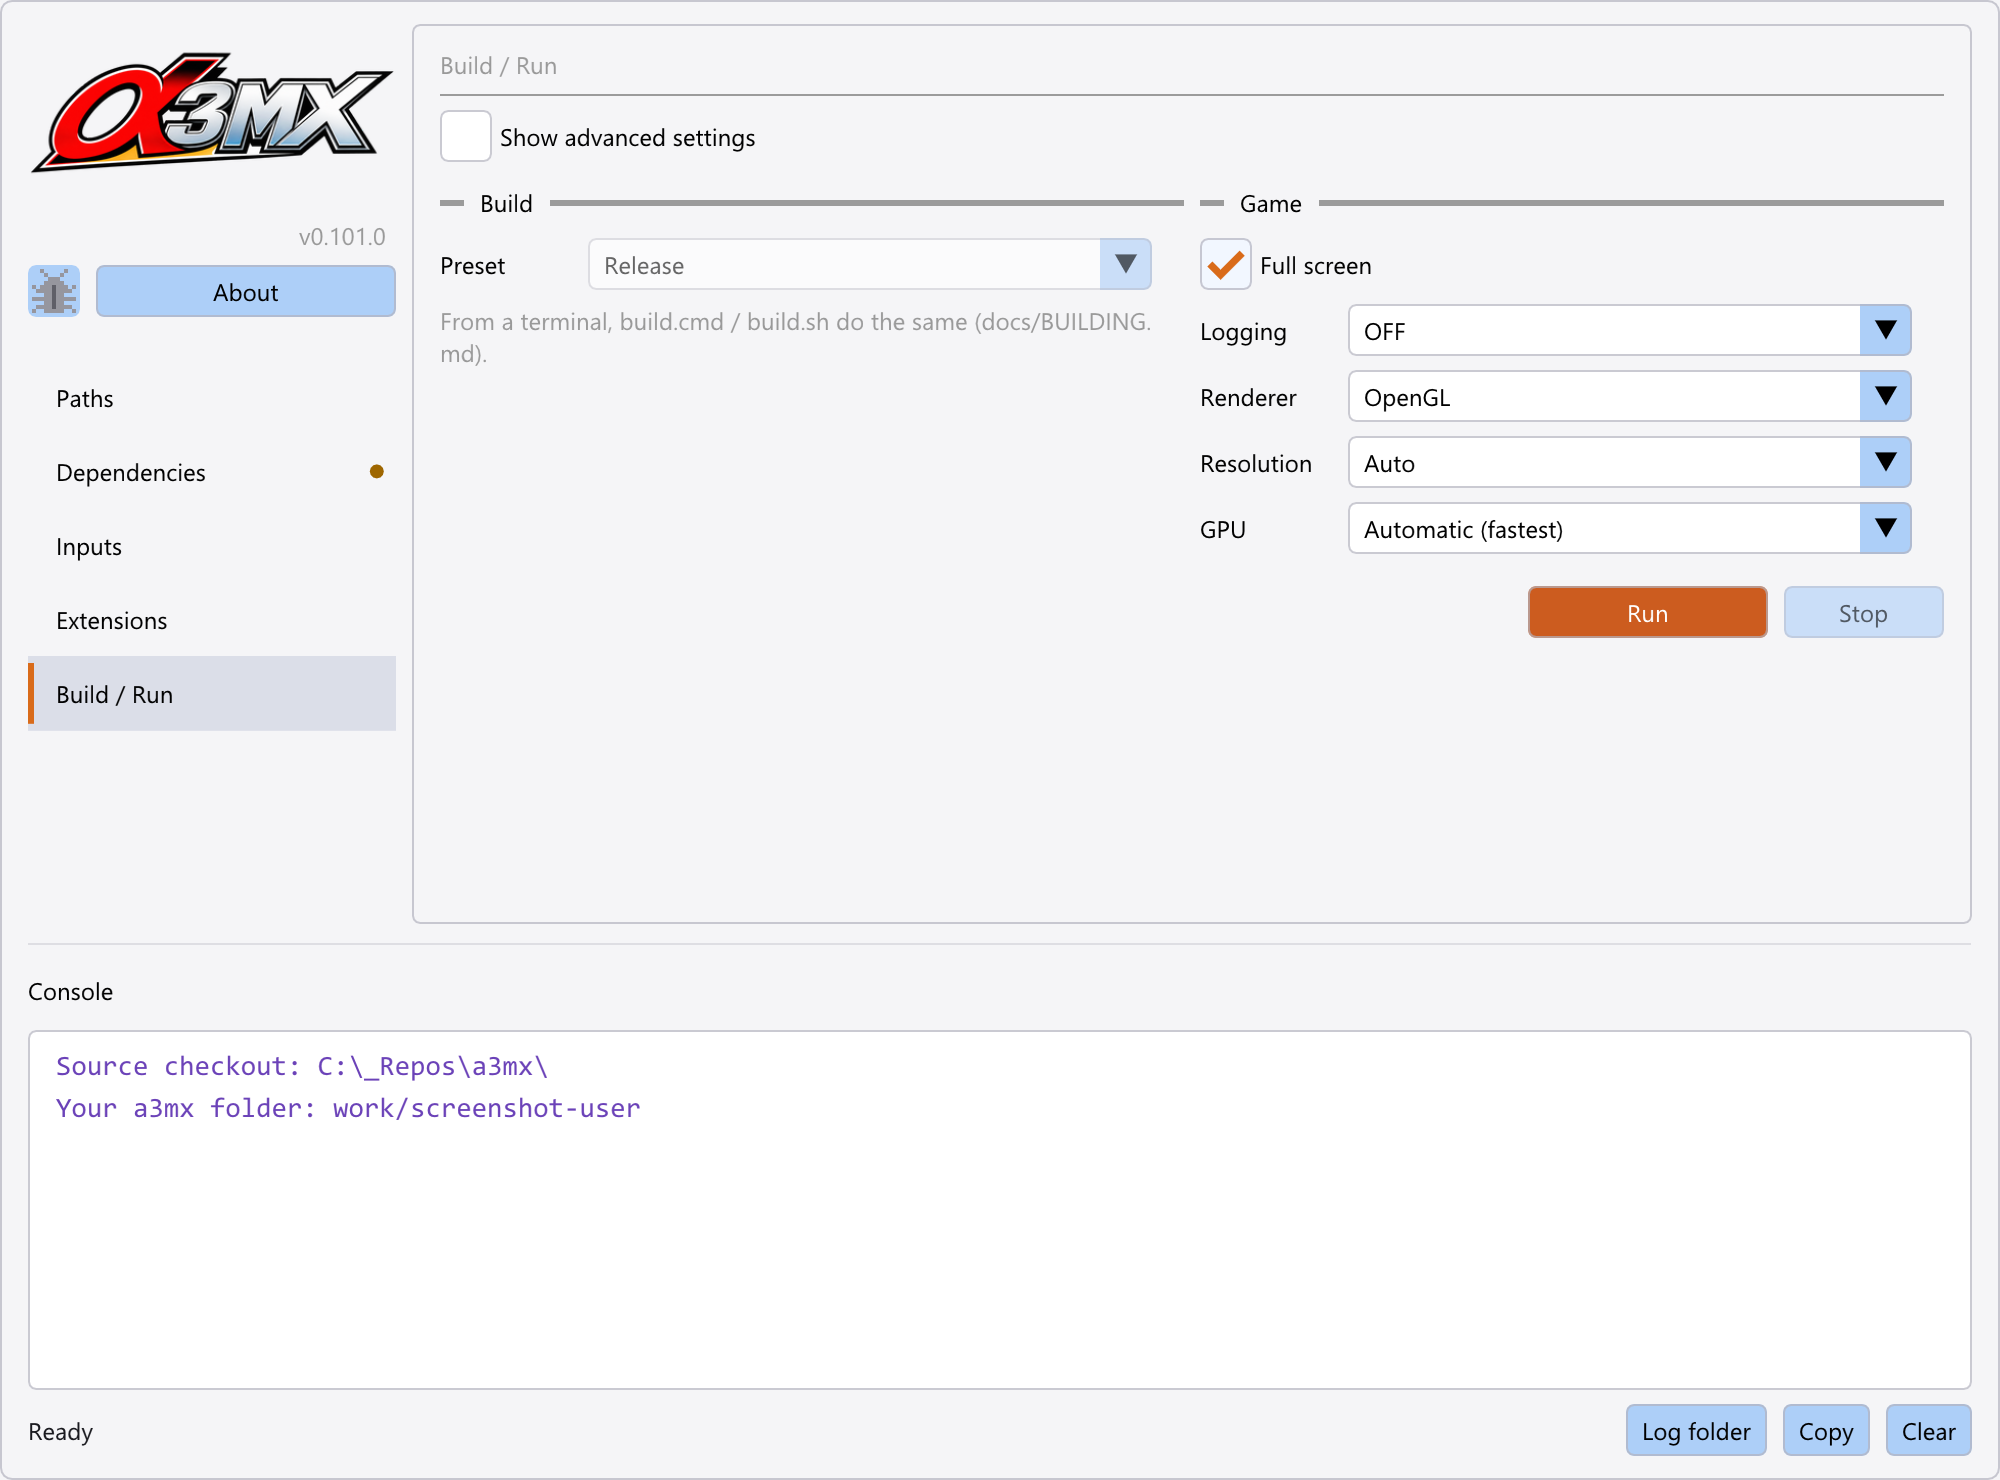 α3MX
v0.101.0
About
Paths
Dependencies
Inputs
Extensions
Build / Run
Build / Run
Show advanced settings
Build
Preset
Release
From a terminal, build.cmd / build.sh do the same (docs/BUILDING.
md).
Game
Full screen
Logging
OFF
Renderer
OpenGL
Resolution
Auto
GPU
Automatic (fastest)
Run
Stop
Console
Source checkout: C:\_Repos\a3mx\
Your a3mx folder: work/screenshot-user
Ready
Log folder
Copy
Clear